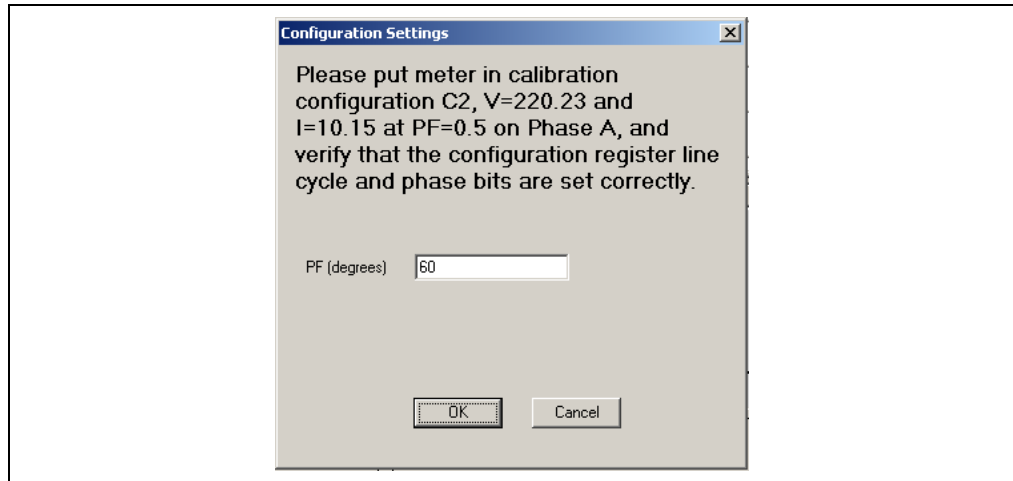 Configuration Settings
Please put meter in calibration
configuration C2, V=220.23 and
I=10.15 at PF=0.5 on Phase A, and
verify that the configuration register line
cycle and phase bits are set correctly.
PF (degrees) 60
OK Cancel